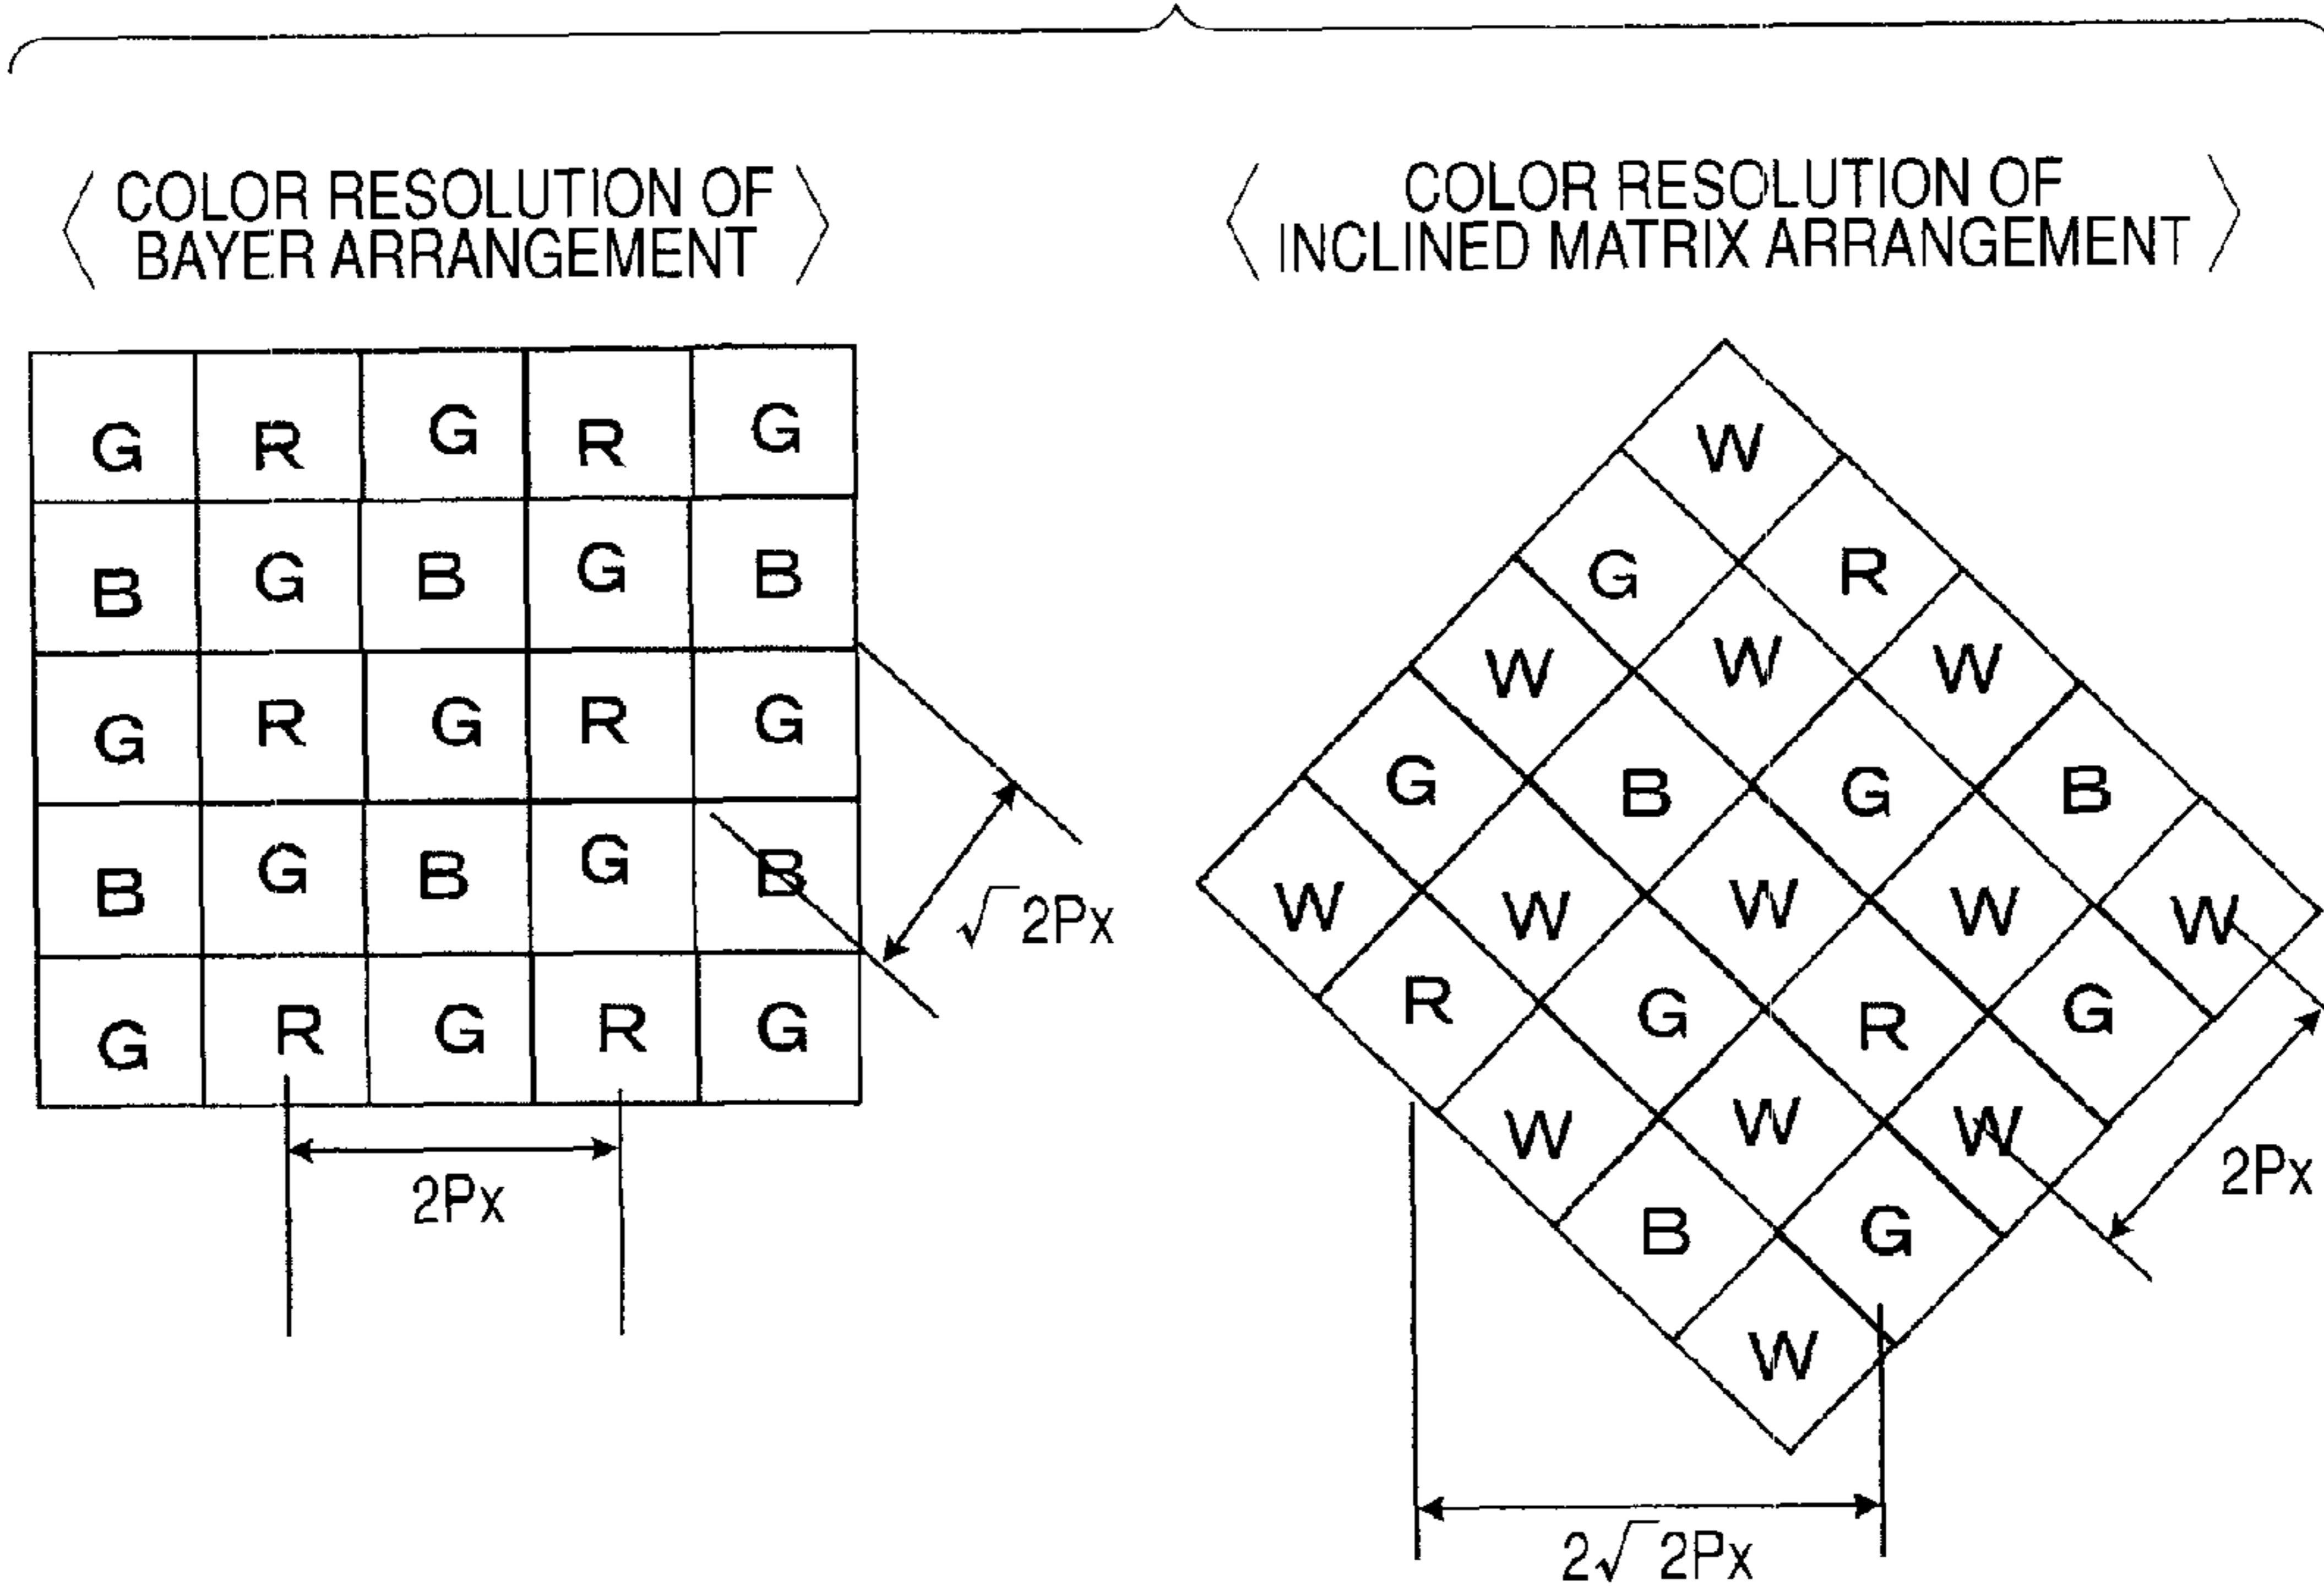 COLOR RESOLUTION OF
BAYER ARRANGEMENT
G R G R G
B G B G B
G R G R G
B G B G B
G R G R G
√2Px
2Px
COLOR RESOLUTION OF
INCLINED MATRIX ARRANGEMENT
W
G R
W W W
G B G B
W W W W W
R G R G
W W W
B G
W
2Px
2√2Px